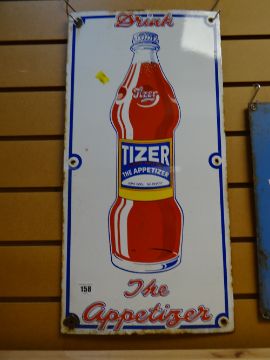 Drink
Tizer
TIZER
THE APPETIZER
158
The
Appetizer